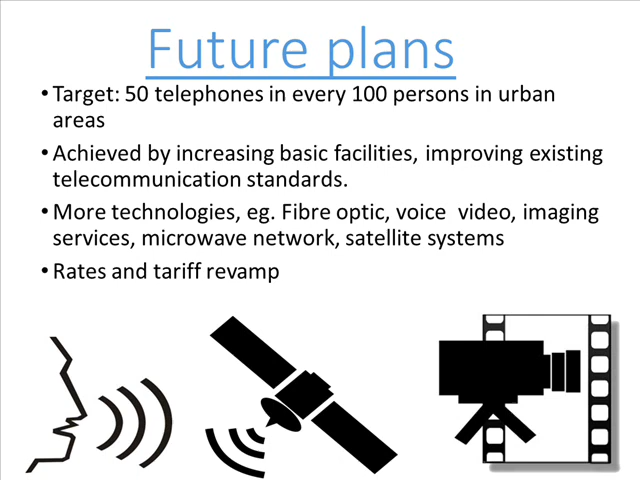 Future plans
• Target: 50 telephones in every 100 persons in urban
areas
• Achieved by increasing basic facilities, improving existing
telecommunication standards.
• More technologies, eg. Fibre optic, voice  video, imaging
services, microwave network, satellite systems
• Rates and tariff revamp